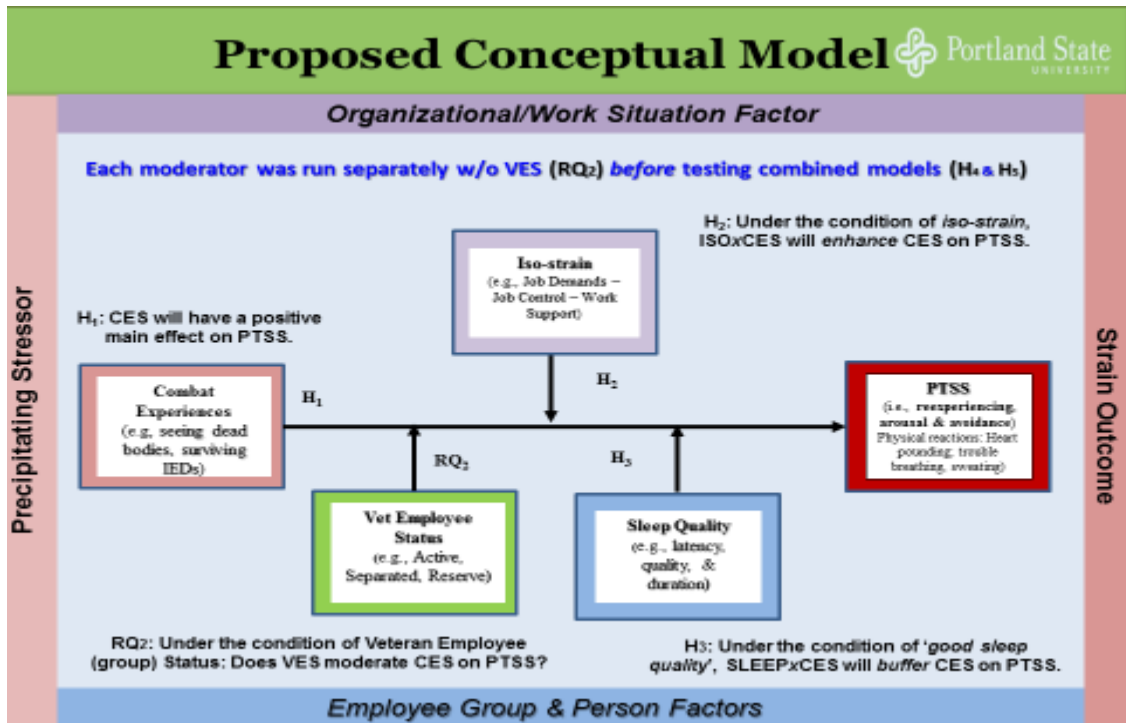 Proposed Conceptual Model
Portland State
UNIVERSITY
Organizational/Work Situation Factor
Each moderator was run separately w/o VES (RQ2) before testing combined models (H4 & H5)
H2: Under the condition of iso-strain,
ISOxCES will enhance CES on PTSS.
Iso-strain
(e.g., Job Demands –
Job Control – Work
Support)
H1: CES will have a positive
main effect on PTSS.
Precipitating Stressor
Combat
Experiences
(e.g, seeing dead
bodies, surviving
IEDs)
H1
H2
PTSS
(i.e., reexperiencing,
arousal & avoidance)
Physical reactions: Heart
pounding; trouble
breathing, sweating)
Strain Outcome
RQ2
H3
Vet Employee
Status
(e.g., Active,
Separated, Reserve)
Sleep Quality
(e.g., latency,
quality, &
duration)
RQ2: Under the condition of Veteran Employee
(group) Status: Does VES moderate CES on PTSS?
H3: Under the condition of 'good sleep
quality', SLEEPxCES will buffer CES on PTSS.
Employee Group & Person Factors